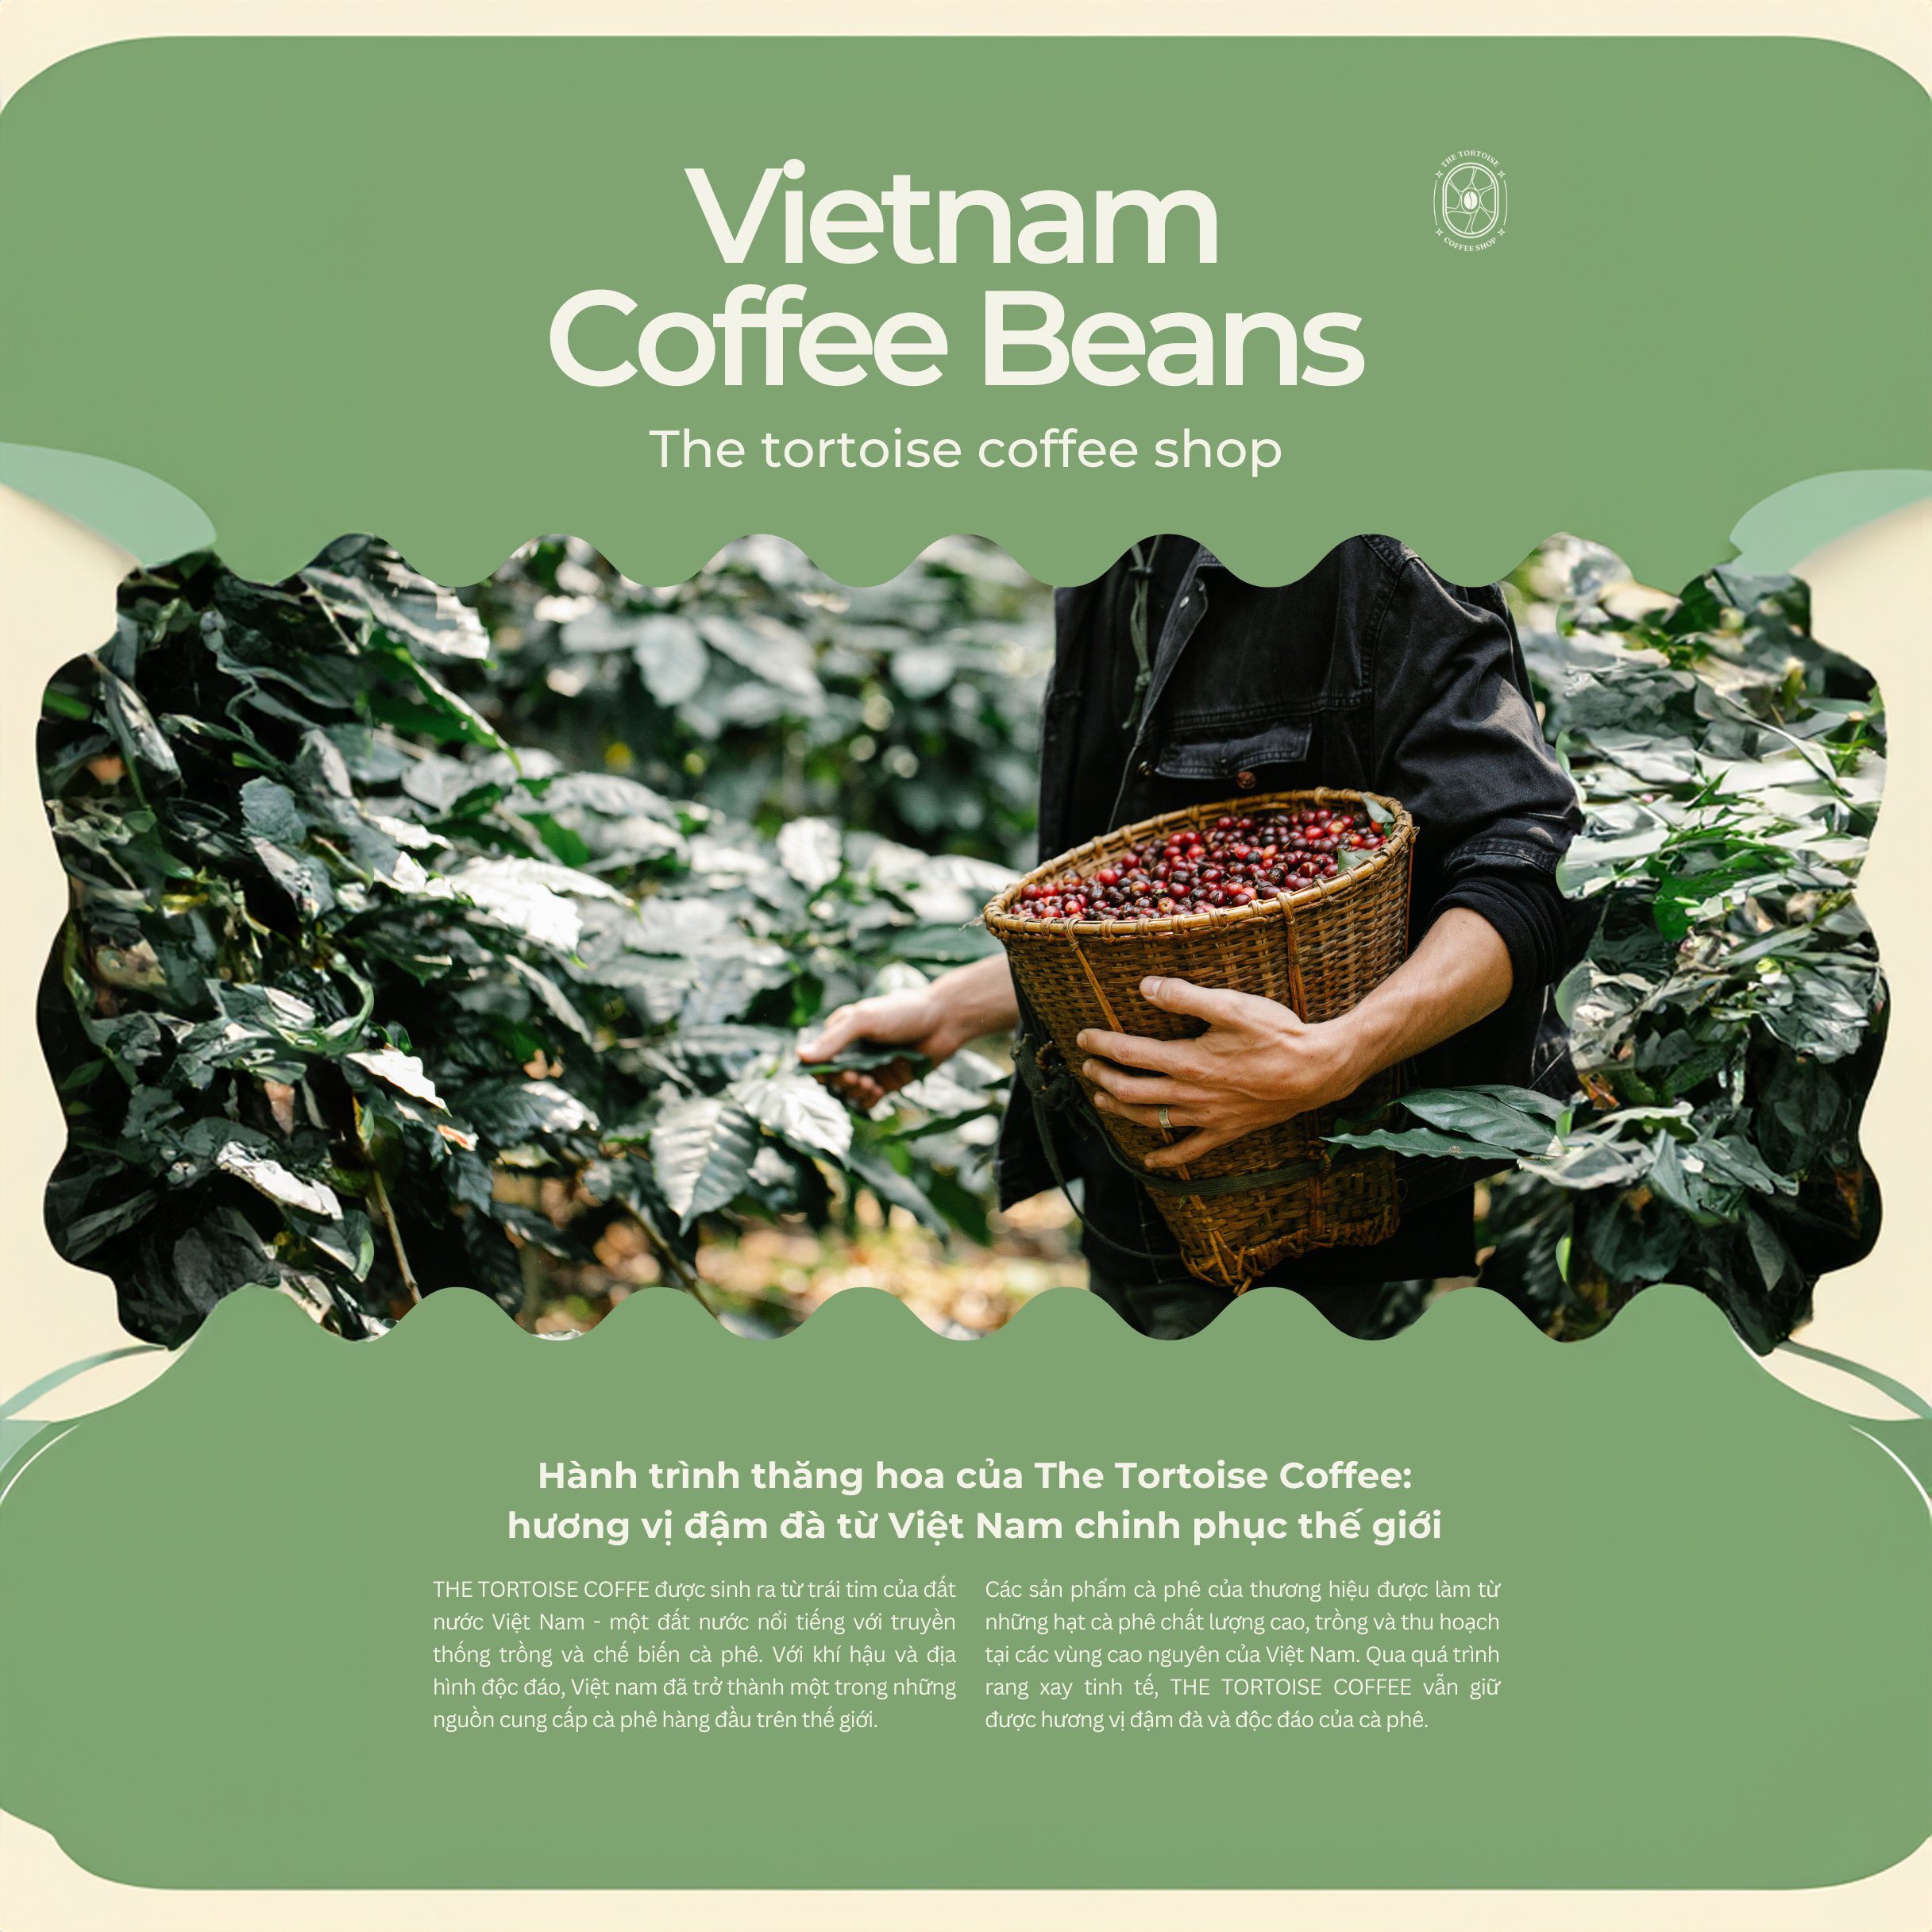 Vietnam
Coffee Beans
The tortoise coffee shop
THE TORTOISE
COFFEE SHOP
Hành trình thăng hoa của The Tortoise Coffee:
hương vị đậm đà từ Việt Nam chinh phục thế giới
THE TORTOISE COFFE được sinh ra từ trái tim của đất
nước Việt Nam - một đất nước nổi tiếng với truyền
thống trồng và chế biến cà phê. Với khí hậu và địa
hình độc đáo, Việt nam đã trở thành một trong những
nguồn cung cấp cà phê hàng đầu trên thế giới.
Các sản phẩm cà phê của thương hiệu được làm từ
những hạt cà phê chất lượng cao, trồng và thu hoạch
tại các vùng cao nguyên của Việt Nam. Qua quá trình
rang xay tinh tế, THE TORTOISE COFFEE vẫn giữ
được hương vị đậm đà và độc đáo của cà phê.